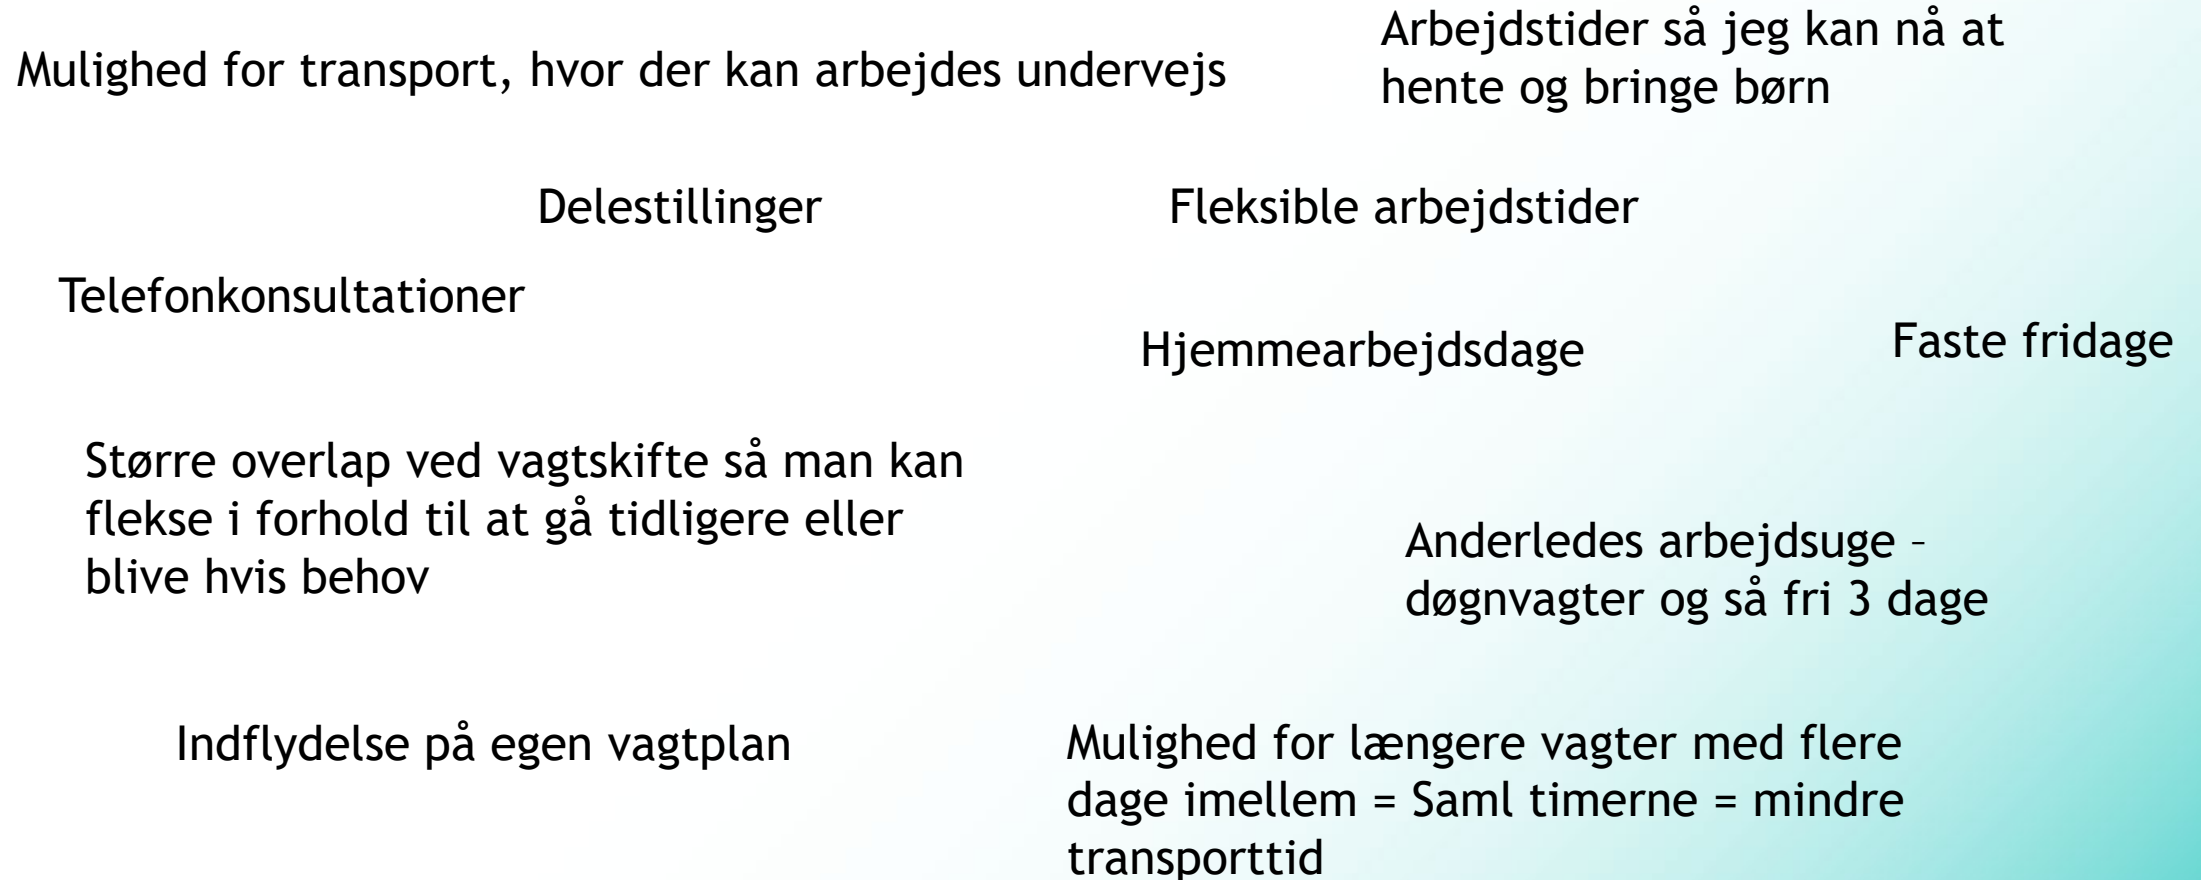 Mulighed for transport, hvor der kan arbejdes undervejs
Arbejdstider så jeg kan nå at
hente og bringe børn
Delestillinger
Fleksible arbejdstider
Telefonkonsultationer
Hjemmearbejdsdage
Faste fridage
Større overlap ved vagtskifte så man kan
flekse i forhold til at gå tidligere eller
blive hvis behov
Anderledes arbejdsuge –
døgnvagter og så fri 3 dage
Indflydelse på egen vagtplan
Mulighed for længere vagter med flere
dage imellem = Saml timerne = mindre
transporttid